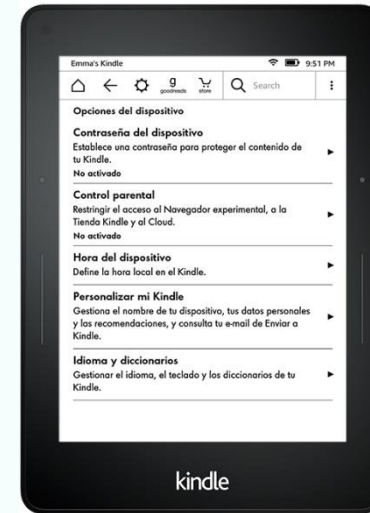 Emma's Kindle 9:51 PM
g goodreads store Search
Opciones del dispositivo
Contraseña del dispositivo
Establece una contraseña para proteger el contenido de
tu Kindle.
No activado
Control parental
Restringir el acceso al Navegador experimental, a la
Tienda Kindle y al Cloud.
No activado
Hora del dispositivo
Define la hora local en el Kindle.
Personalizar mi Kindle
Gestiona el nombre de tu dispositivo, tus datos personales
y las recomendaciones, y consulta tu e-mail de Enviar a
Kindle.
Idioma y diccionarios
Gestionar el idioma, el teclado y los diccionarios de tu
Kindle.
kindle